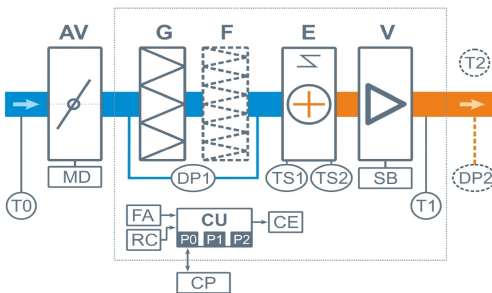 AV G F E V
T2
MD DP1 TS1 TS2 SB DP2
T0 T1
FA CU CE
RC P0 P1 P2
CP